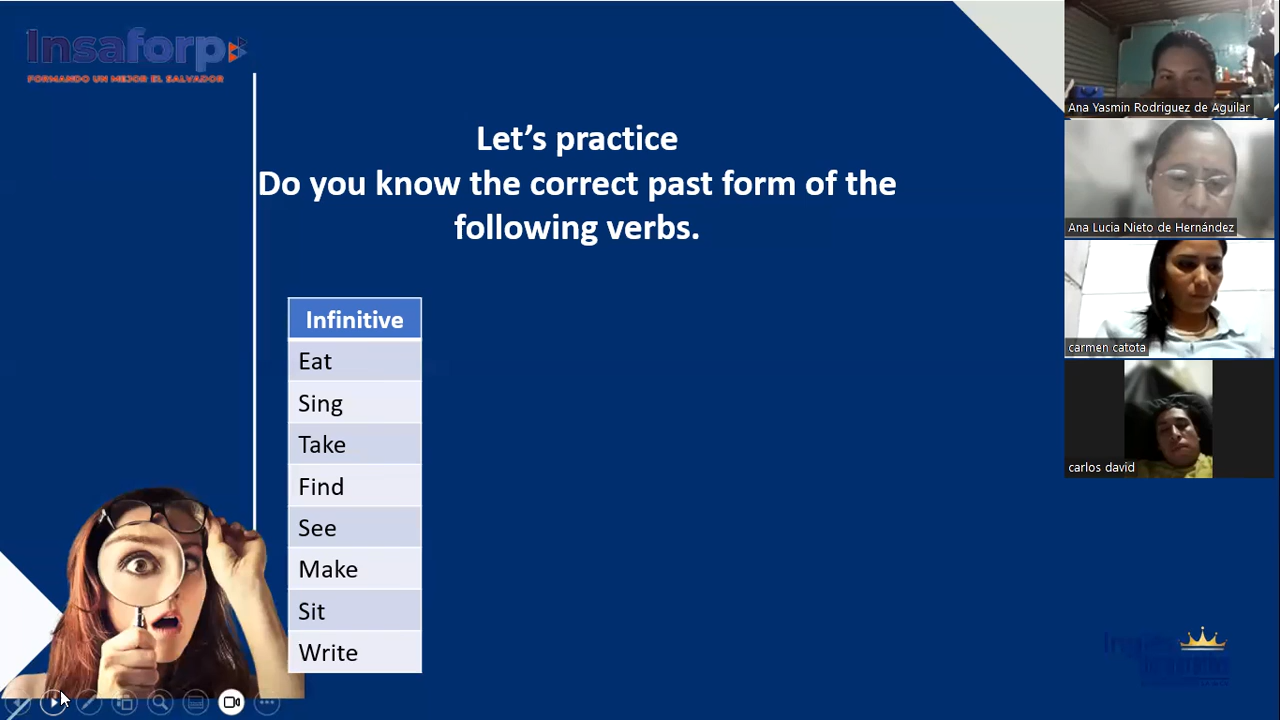 Insaforp
FORMANDO UN MEJOR EL SALVADOR
Let's practice
Do you know the correct past form of the
following verbs.
Infinitive
Eat
Sing
Take
Find
See
Make
Sit
Write
Ana Yasmin Rodriguez de Aguilar
Ana Lucia Nieto de Hernández
carmen catota
carlos david